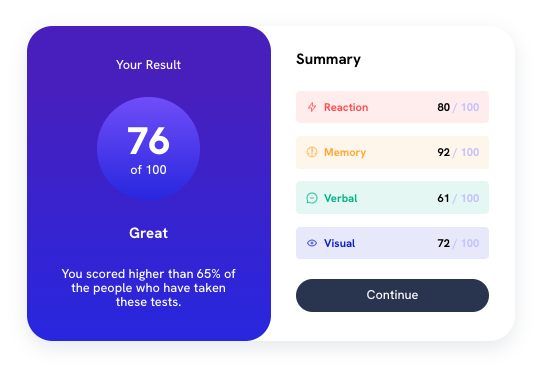 Your Result
76
of 100
Great
You scored higher than 65% of
the people who have taken
these tests.
Summary
Reaction 80 / 100
Memory 92 / 100
Verbal 61 / 100
Visual 72 / 100
Continue